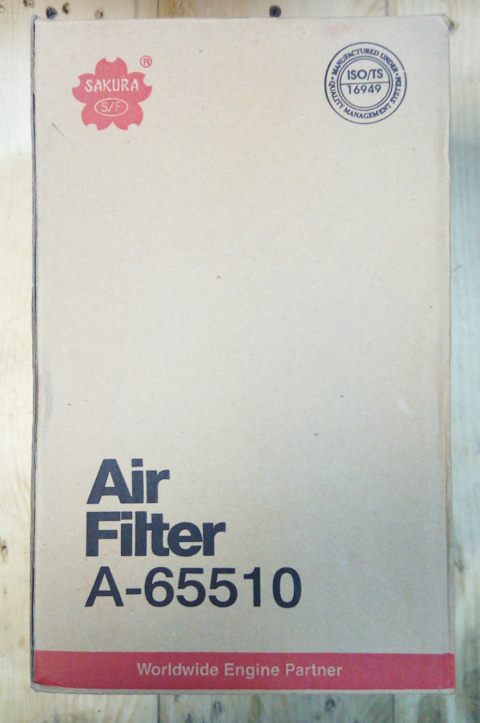 SAKURA
®
S/F
MANUFACTURED UNDER
ISO/TS
16949
QUALITY MANAGEMENT SYSTEM
Air
Filter
A-65510
Worldwide Engine Partner